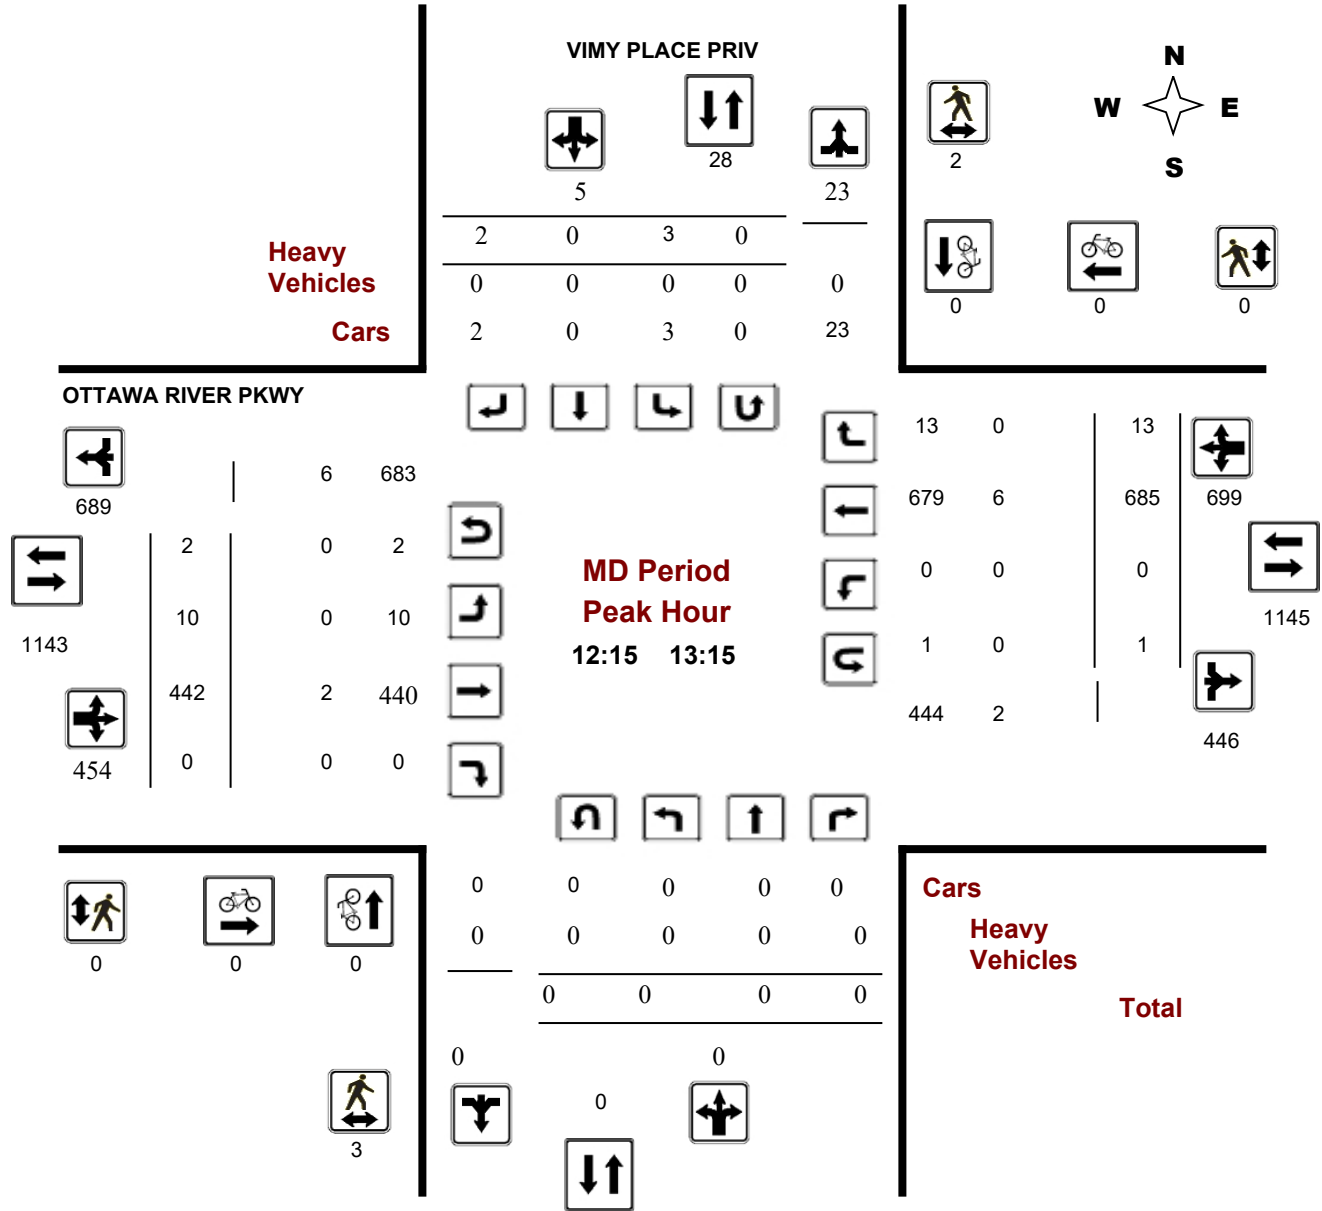 VIMY PLACE PRIV
N
W E
S
28
2
5
23
2 0 3 0
Heavy
Vehicles
0 0 0 0 0
0 0 0
Cars
2 0 3 0 23
OTTAWA RIVER PKWY
13 0 13
6 683
689
679 6 685 699
2 0 2
MD Period
0 0 0
Peak Hour
10 0 10
1145
1143
12:15 13:15
1 0 1
442 2 440
444 2
446
454 0 0 0
0 0 0 0 0
Cars
0 0 0 0 0
Heavy
Vehicles
0 0 0
0 0 0 0
Total
0 0
0
3